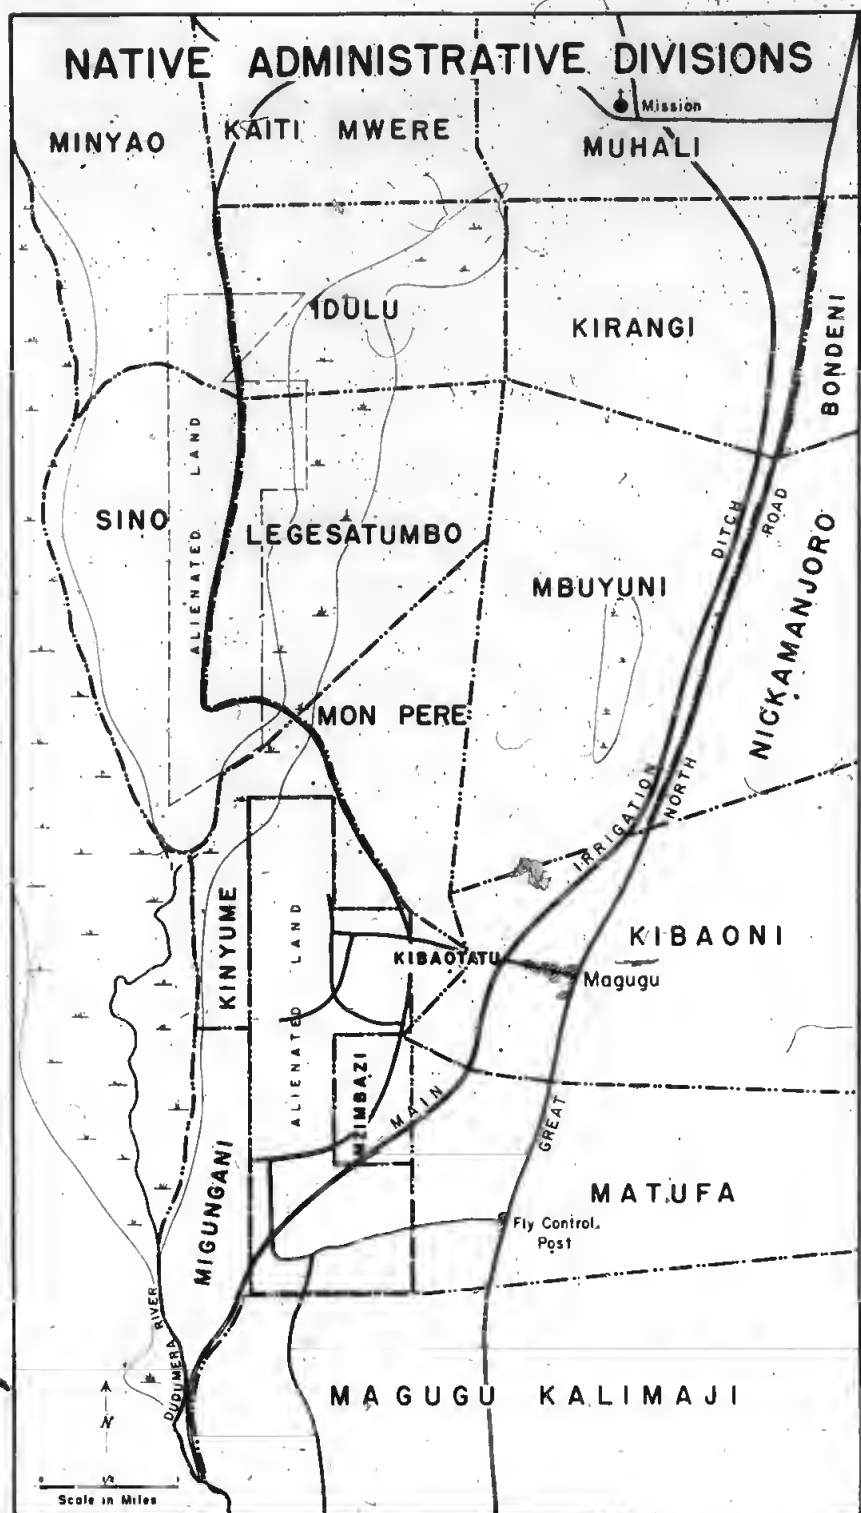 NATIVE ADMINISTRATIVE DIVISIONS
Mission
MINYAO
KAITI MWERE
MUHALI
IDULU
KIRANGI
BONDENI
ALIENATED LAND
SINO
LEGESATUMBO
DITCH
ROAD
MBUYUNI
NICKAMANJORO
MON PERE
IRRIGATION
NORTH
KINYUME
ALIENATED LAND
KIBAOTATU
KIBAONI
Magugu
MZIMBAZI
MAIN
GREAT
MIGUNGANI
MATUFA
Fly Control
Post
DUDUMERA RIVER
MAGUGU KALIMAJI
N
1/2
Scale in Miles